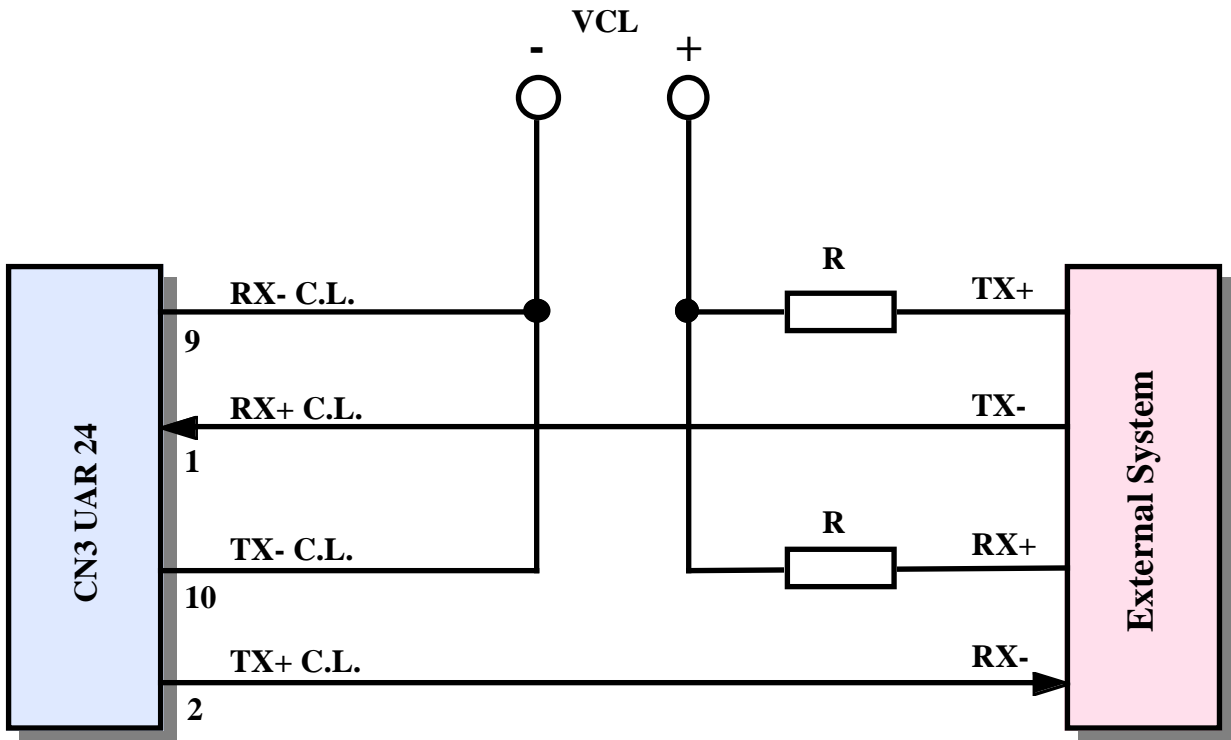 VCL
- +
CN3 UAR 24
RX- C.L.
9
RX+ C.L.
1
TX- C.L.
10
TX+ C.L.
2
R
R
TX+
TX-
RX+
RX-
External System